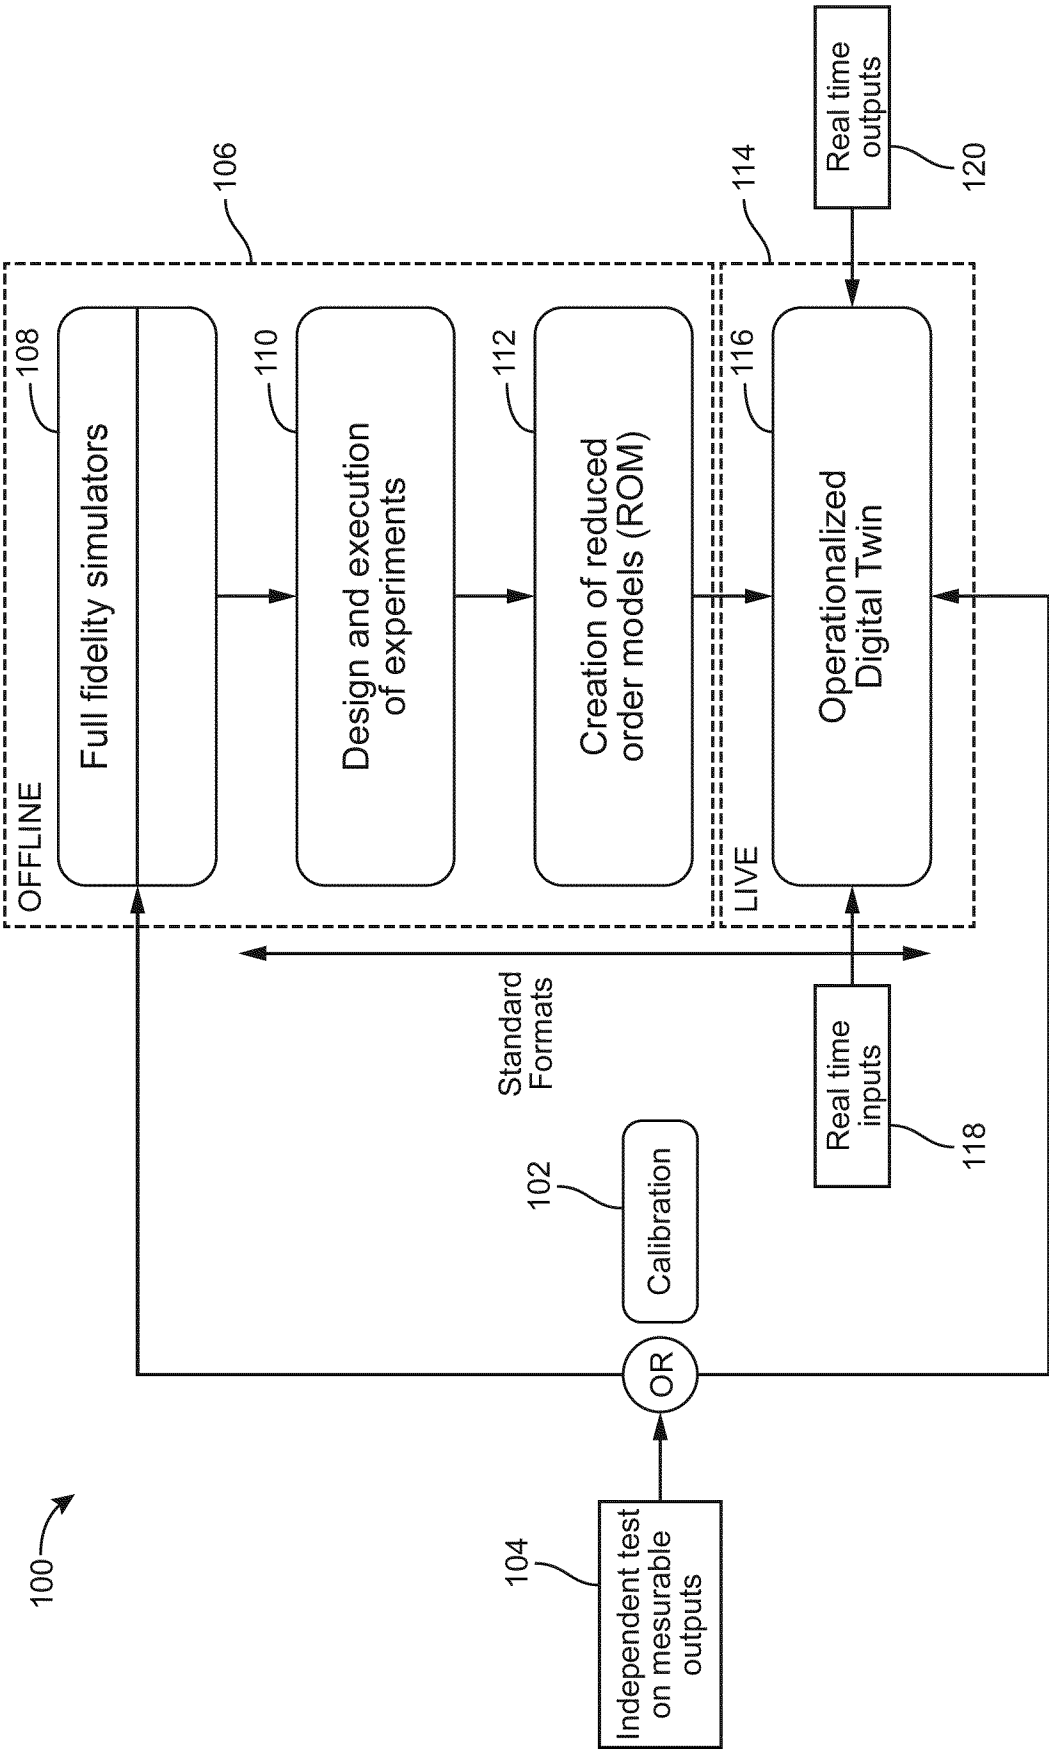 100
OFFLINE
108
Full fidelity simulators
106
110
Design and execution
of experiments
112
Creation of reduced
order models (ROM)
Standard
Formats
102
Calibration
104
Independent test
on mesurable
outputs
OR
LIVE
114
116
Operationalized
Digital Twin
Real time
inputs
118
Real time
outputs
120